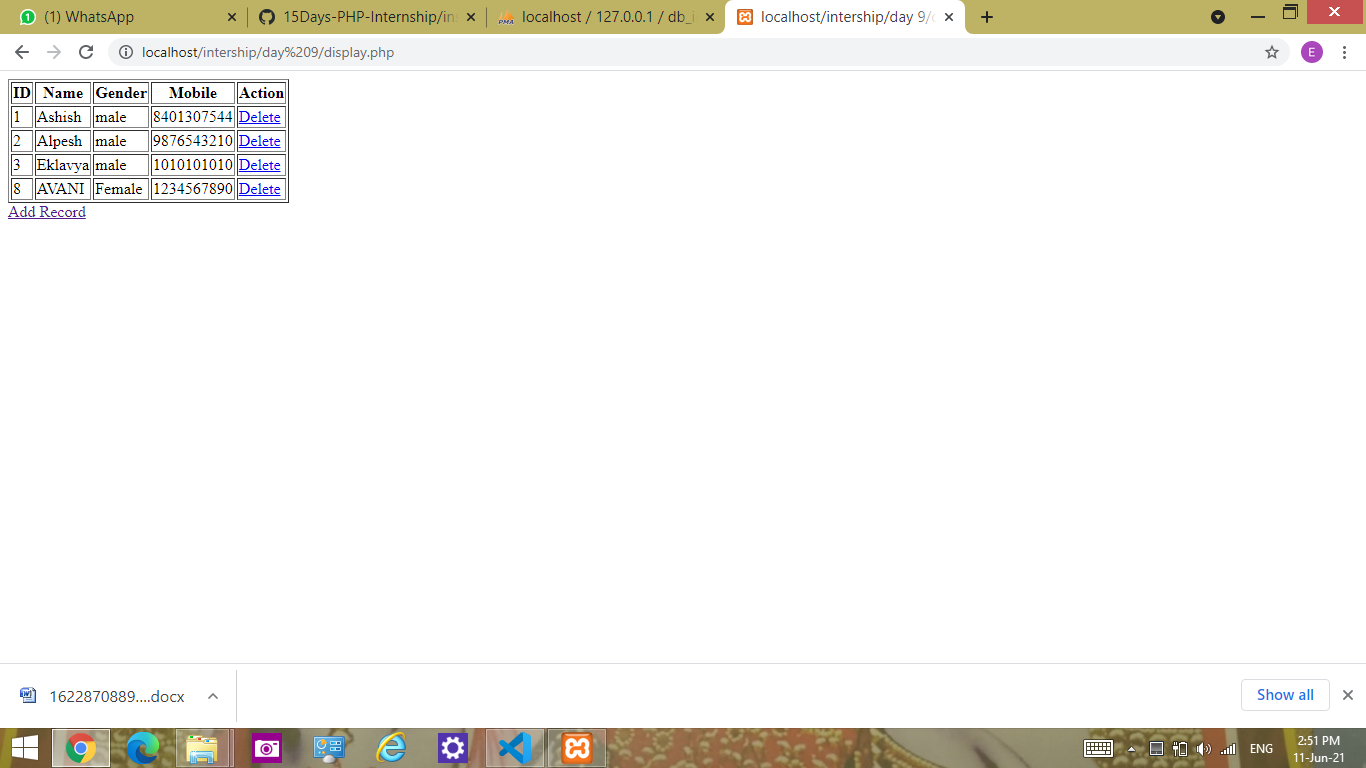 (1) WhatsApp
15Days-PHP-Internship/in
localhost / 127.0.0.1 / db_i
localhost/intership/day 9/
localhost/intership/day%209/display.php
E
ID Name Gender Mobile Action
1 Ashish male 8401307544 Delete
2 Alpesh male 9876543210 Delete
3 Eklavya male 1010101010 Delete
8 AVANI Female 1234567890 Delete
Add Record
1622870889....docx
Show all
ENG
2:51 PM
11-Jun-21